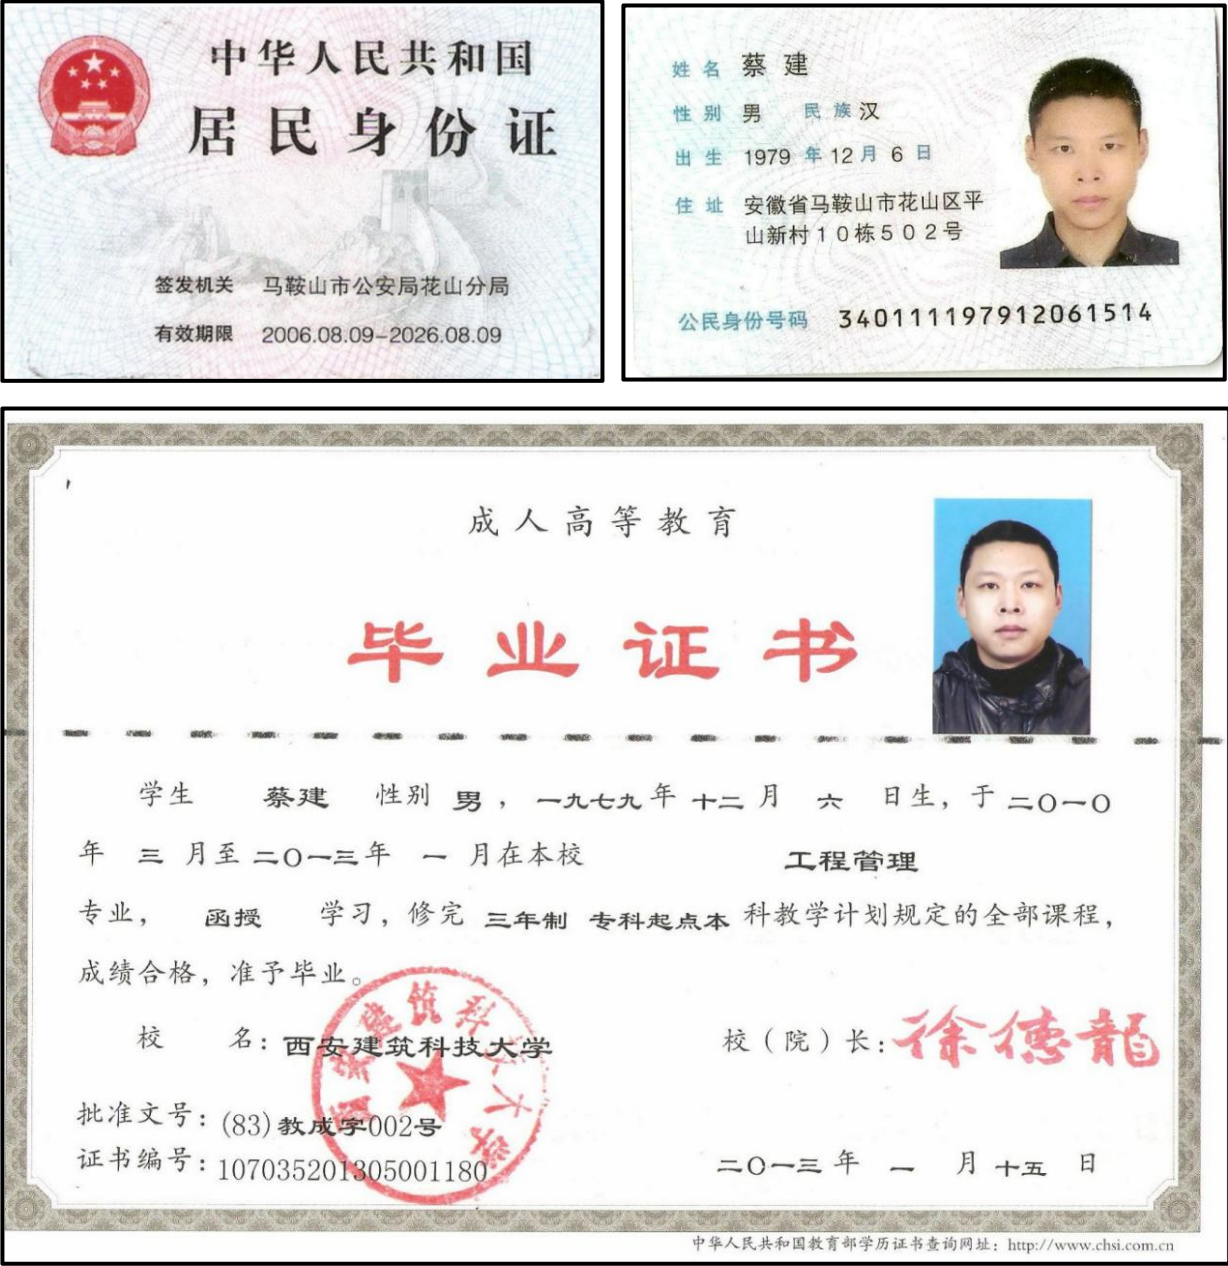 中华人民共和国
居民身份证
签发机关 马鞍山市公安局花山分局
有效期限 2006.08.09-2026.08.09
姓名 蔡建
性别 男 民族 汉
出生 1979 年 12 月 6 日
住址 安徽省马鞍山市花山区平
山新村10栋502号
公民身份号码 340111197912061514
成人高等教育
毕业证书
学生 蔡建 性别 男，一九七九年 十二 月 六 日生，于 二〇一〇
年 三 月至 二〇一三年 一 月在本校 工程管理
专业， 函授 学习，修完 三年制 专科起点本 科教学计划规定的全部课程，
成绩合格，准予毕业。
校 名：西安建筑科技大学
校（院）长：徐德龍
西安建筑科技大学
批准文号：(83)教成字002号
证书编号：107035201305001180
二〇一三 年 一 月 十五 日
中华人民共和国教育部学历证书查询网址：http://www.chsi.com.cn